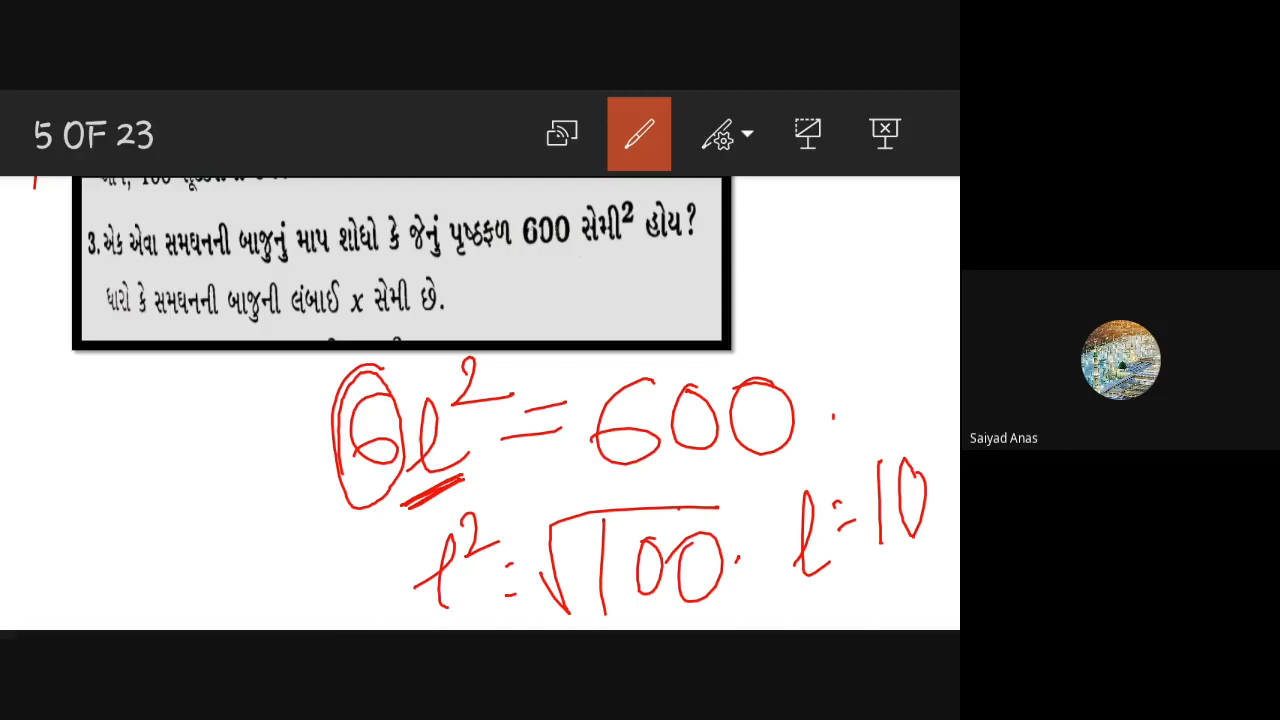 5 OF 23
3. એક એવા સમઘનની બાજુનું માપ શોધો કે જેનું પૃષ્ઠફળ 600 સેમી² હોય?
ધારો કે સમઘનની બાજુની લંબાઈ x સેમી છે.
6l² = 600
l² = √100
l = 10
Saiyad Anas